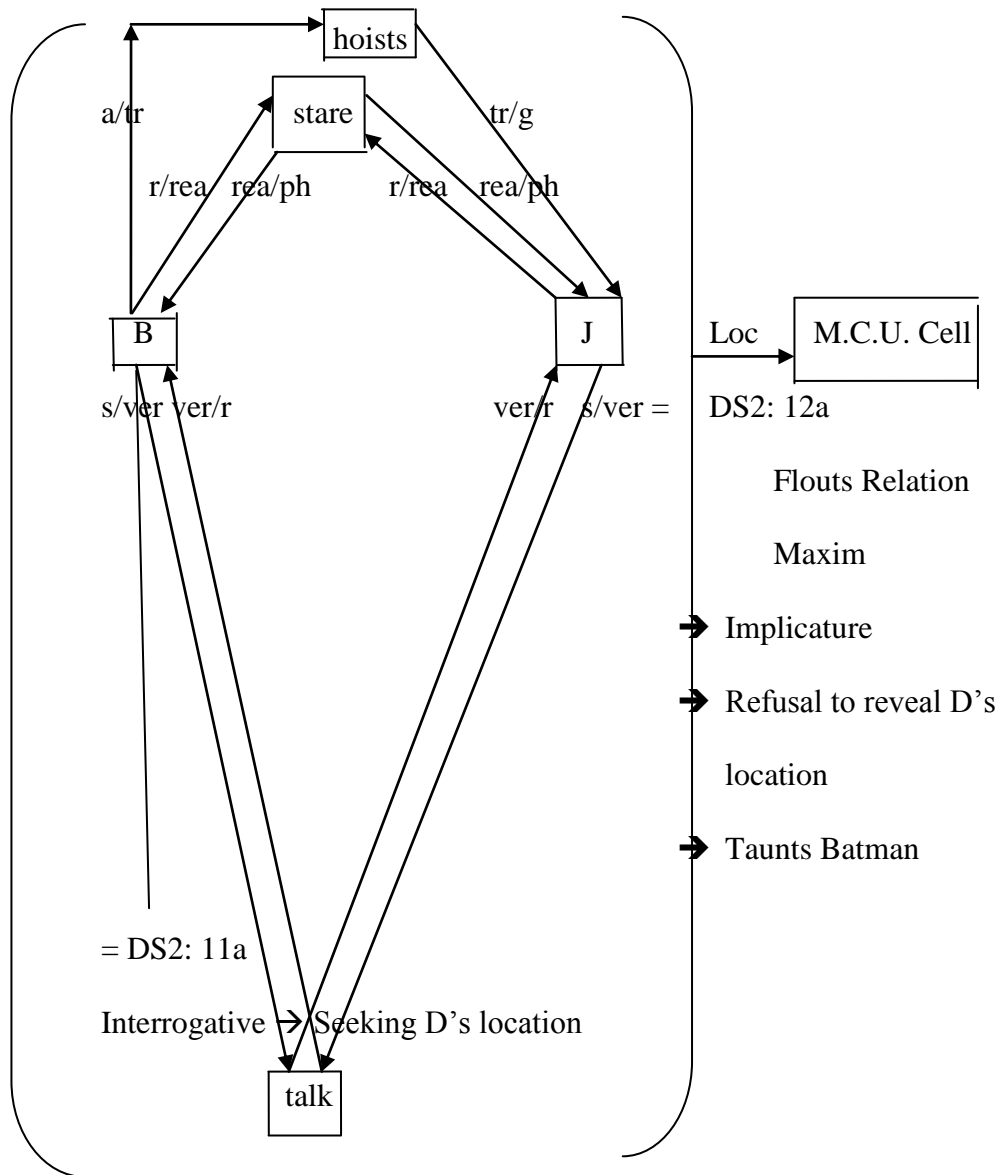 hoists
stare
a/tr tr/g
r/rea rea/ph r/rea rea/ph
B J Loc M.C.U. Cell
s/ver ver/r ver/r s/ver = DS2: 12a
Flouts Relation
Maxim
➔ Implicature
➔ Refusal to reveal D’s
location
➔ Taunts Batman
= DS2: 11a
Interrogative → Seeking D’s location
talk